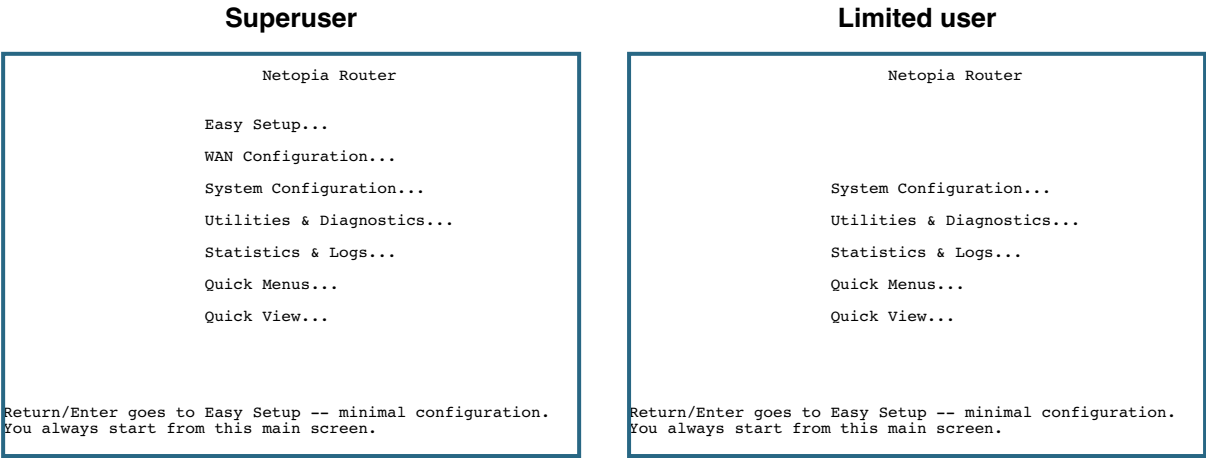 Superuser
Netopia Router
Easy Setup...
WAN Configuration...
System Configuration...
Utilities & Diagnostics...
Statistics & Logs...
Quick Menus...
Quick View...
Return/Enter goes to Easy Setup -- minimal configuration.
You always start from this main screen.
Limited user
Netopia Router
System Configuration...
Utilities & Diagnostics...
Statistics & Logs...
Quick Menus...
Quick View...
Return/Enter goes to Easy Setup -- minimal configuration.
You always start from this main screen.